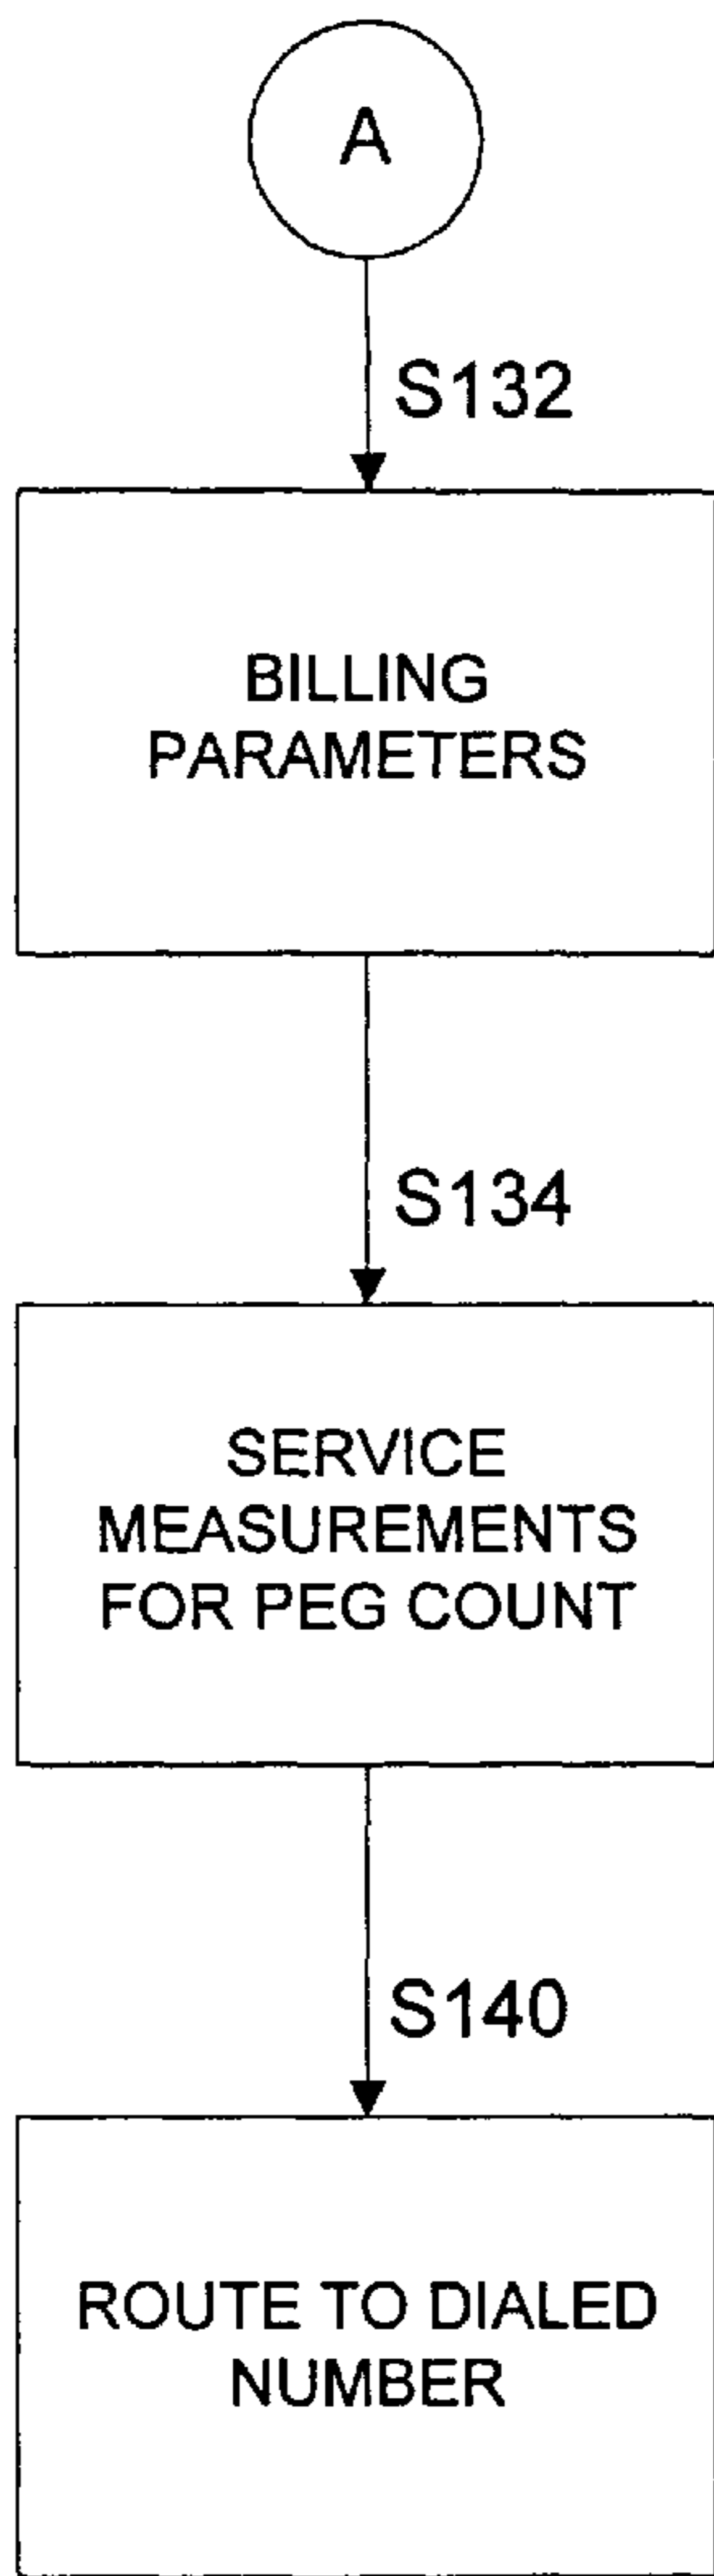 A
S132
BILLING
PARAMETERS
S134
SERVICE
MEASUREMENTS
FOR PEG COUNT
S140
ROUTE TO DIALED
NUMBER